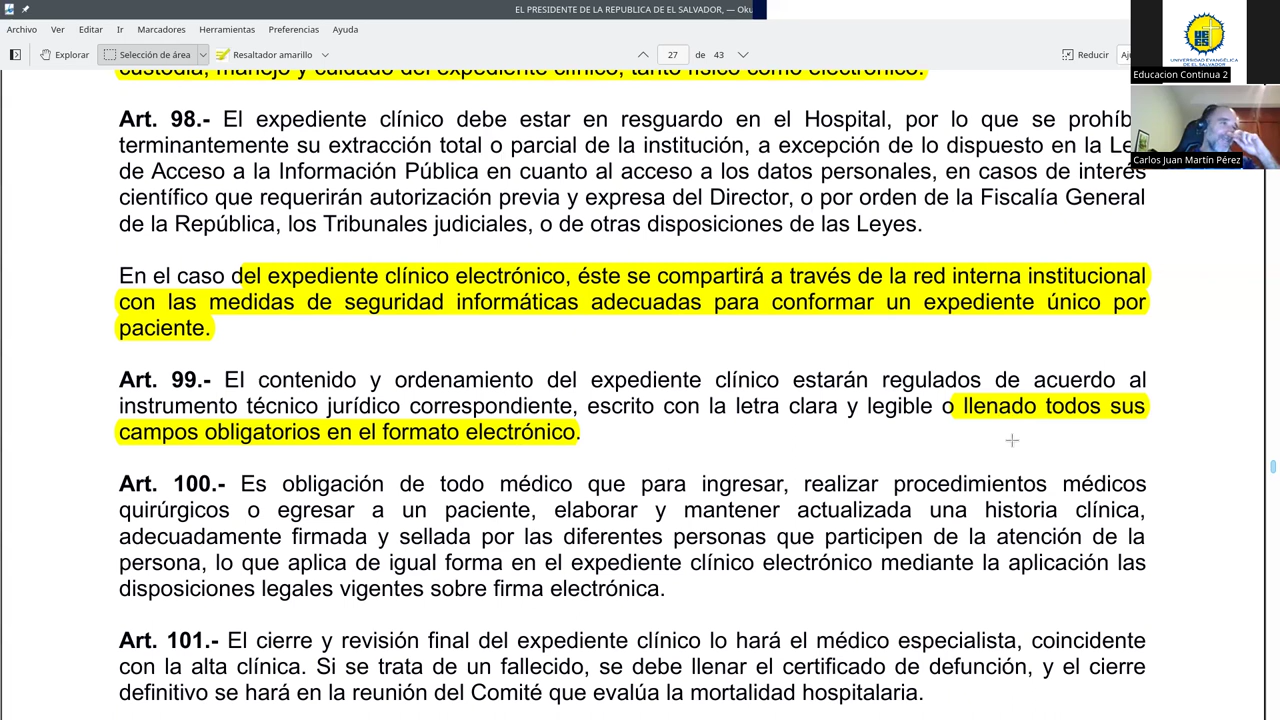 EL PRESIDENTE DE LA REPUBLICA DE EL SALVADOR, — Oku
Archivo Ver Editar Ir Marcadores Herramientas Preferencias Ayuda
Explorar Selección de área Resaltador amarillo 27 de 43 Reducir Aj
UNIVERSIDAD EVANGÉLICA
DE EL SALVADOR
Educacion Continua 2
Carlos Juan Martín Pérez
custodia, manejo y cuidado del expediente clínico, tanto físico como electrónico.
Art. 98.- El expediente clínico debe estar en resguardo en el Hospital, por lo que se prohíb
terminantemente su extracción total o parcial de la institución, a excepción de lo dispuesto en la Le
de Acceso a la Información Pública en cuanto al acceso a los datos personales, en casos de interés
científico que requerirán autorización previa y expresa del Director, o por orden de la Fiscalía General
de la República, los Tribunales judiciales, o de otras disposiciones de las Leyes.
En el caso del expediente clínico electrónico, éste se compartirá a través de la red interna institucional
con las medidas de seguridad informáticas adecuadas para conformar un expediente único por
paciente.
Art. 99.- El contenido y ordenamiento del expediente clínico estarán regulados de acuerdo al
instrumento técnico jurídico correspondiente, escrito con la letra clara y legible o llenado todos sus
campos obligatorios en el formato electrónico.
Art. 100.- Es obligación de todo médico que para ingresar, realizar procedimientos médicos
quirúrgicos o egresar a un paciente, elaborar y mantener actualizada una historia clínica,
adecuadamente firmada y sellada por las diferentes personas que participen de la atención de la
persona, lo que aplica de igual forma en el expediente clínico electrónico mediante la aplicación las
disposiciones legales vigentes sobre firma electrónica.
Art. 101.- El cierre y revisión final del expediente clínico lo hará el médico especialista, coincidente
con la alta clínica. Si se trata de un fallecido, se debe llenar el certificado de defunción, y el cierre
definitivo se hará en la reunión del Comité que evalúa la mortalidad hospitalaria.